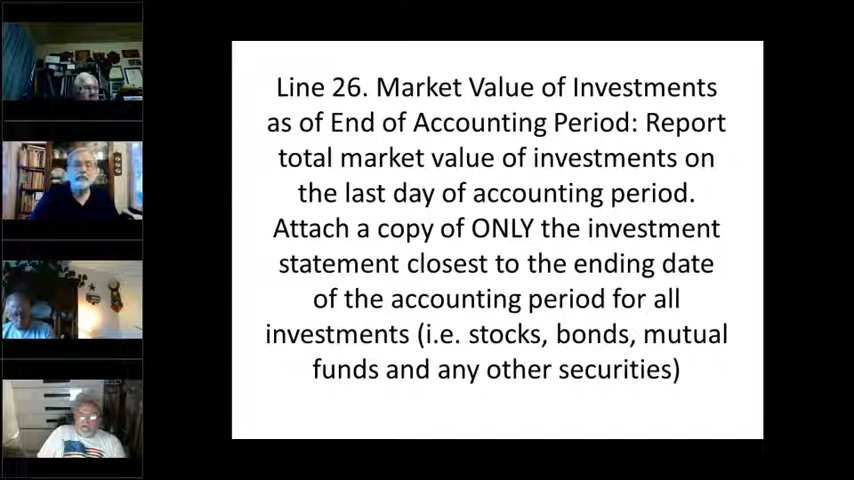 Line 26. Market Value of Investments
as of End of Accounting Period: Report
total market value of investments on
the last day of accounting period.
Attach a copy of ONLY the investment
statement closest to the ending date
of the accounting period for all
investments (i.e. stocks, bonds, mutual
funds and any other securities)